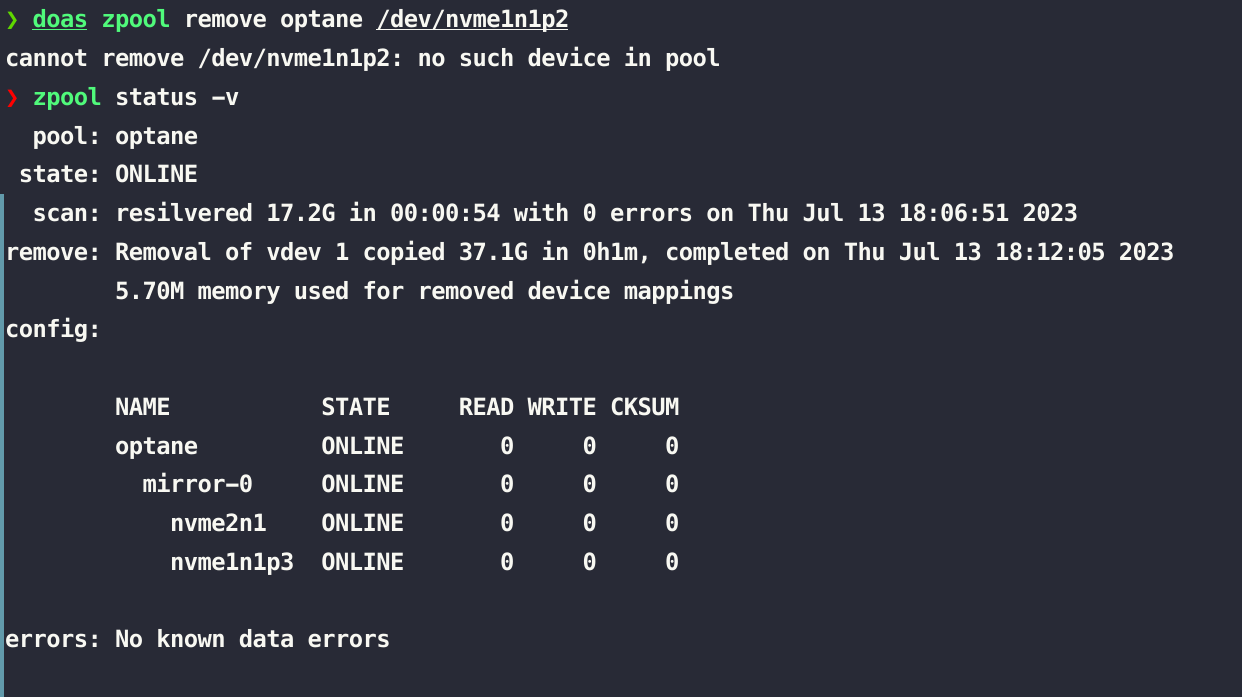 ❯ doas zpool remove optane /dev/nvme1n1p2
cannot remove /dev/nvme1n1p2: no such device in pool
❯ zpool status -v
  pool: optane
 state: ONLINE
  scan: resilvered 17.2G in 00:00:54 with 0 errors on Thu Jul 13 18:06:51 2023
remove: Removal of vdev 1 copied 37.1G in 0h1m, completed on Thu Jul 13 18:12:05 2023
        5.70M memory used for removed device mappings
config:
        NAME           STATE     READ WRITE CKSUM
        optane         ONLINE       0     0     0
          mirror-0     ONLINE       0     0     0
            nvme2n1    ONLINE       0     0     0
            nvme1n1p3  ONLINE       0     0     0
errors: No known data errors